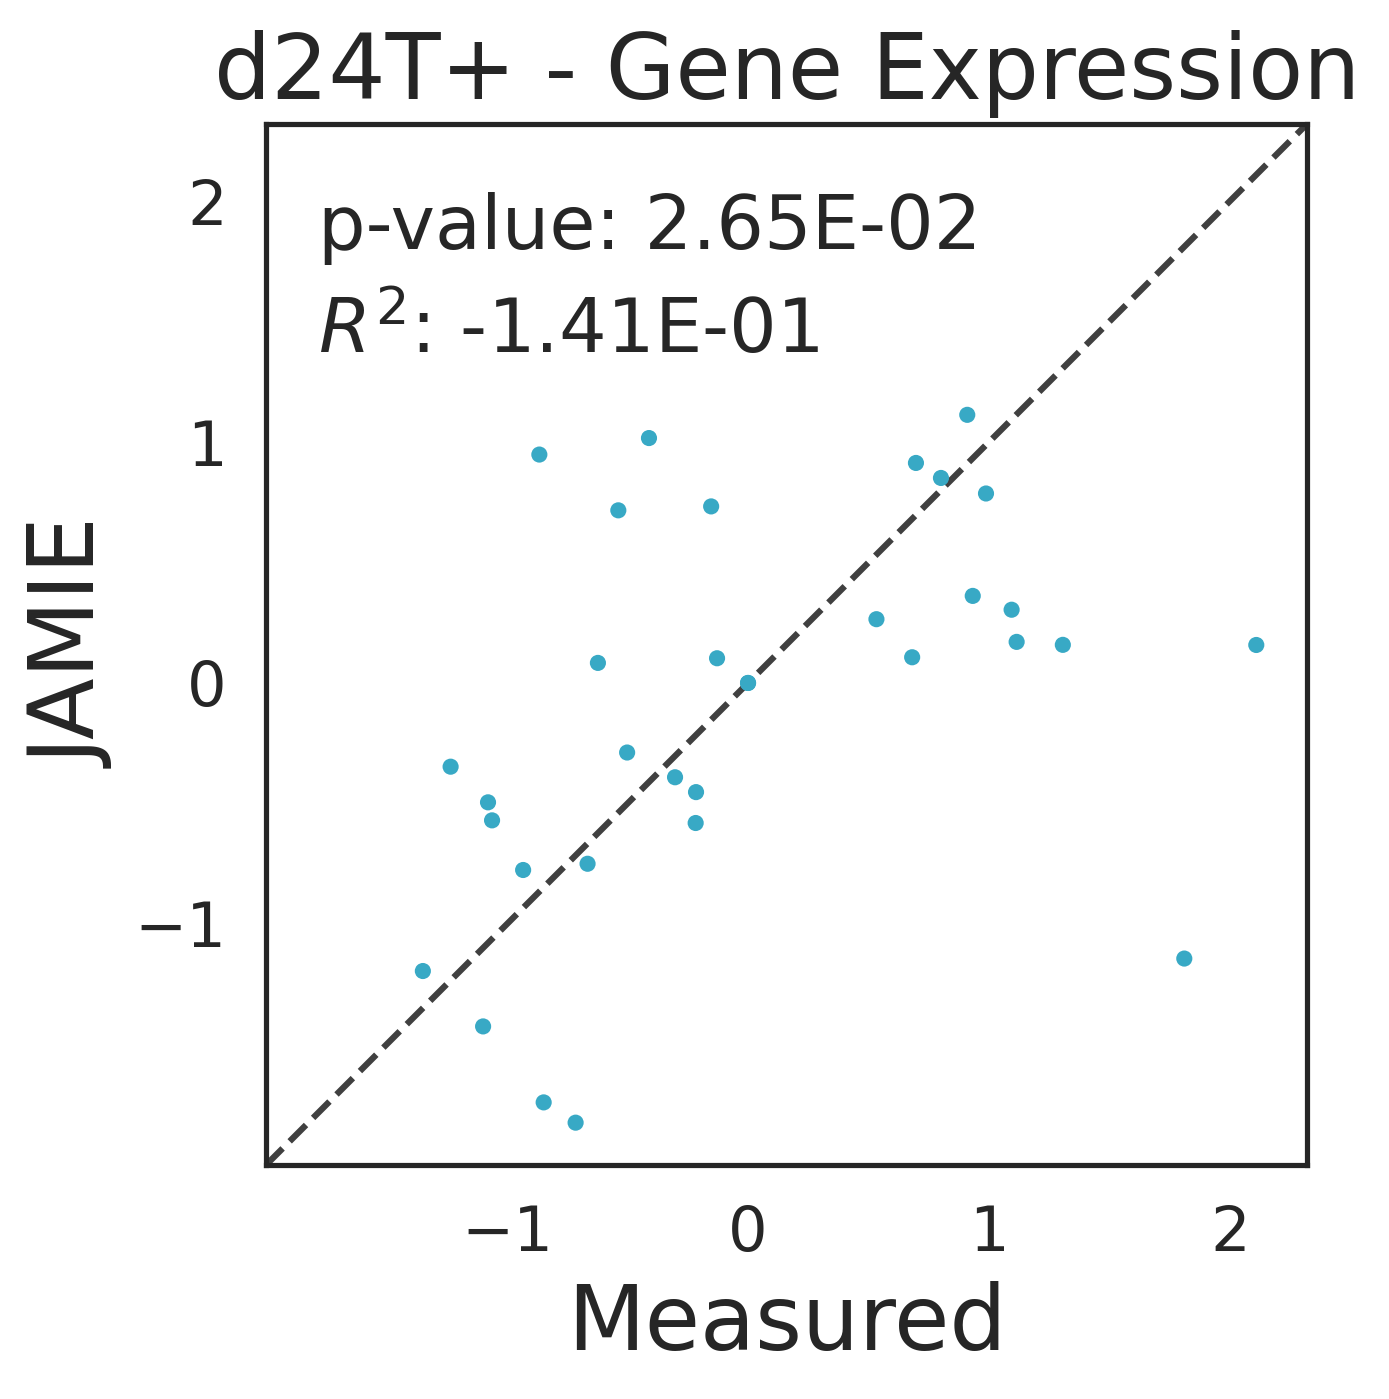 d24T+ - Gene Expression
p-value: 2.65E-02
R²: -1.41E-01
2
1
0
−1
JAMIE
−1 0 1 2
Measured